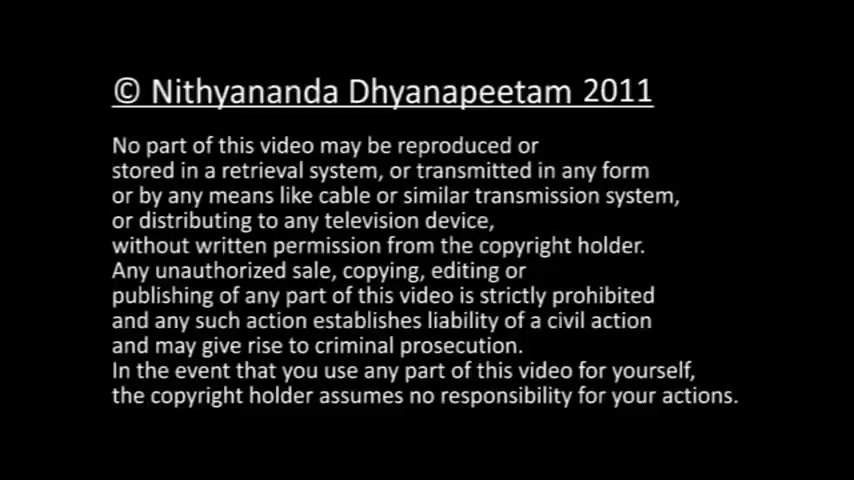 © Nithyananda Dhyanapeetam 2011
No part of this video may be reproduced or
stored in a retrieval system, or transmitted in any form
or by any means like cable or similar transmission system,
or distributing to any television device,
without written permission from the copyright holder.
Any unauthorized sale, copying, editing or
publishing of any part of this video is strictly prohibited
and any such action establishes liability of a civil action
and may give rise to criminal prosecution.
In the event that you use any part of this video for yourself,
the copyright holder assumes no responsibility for your actions.